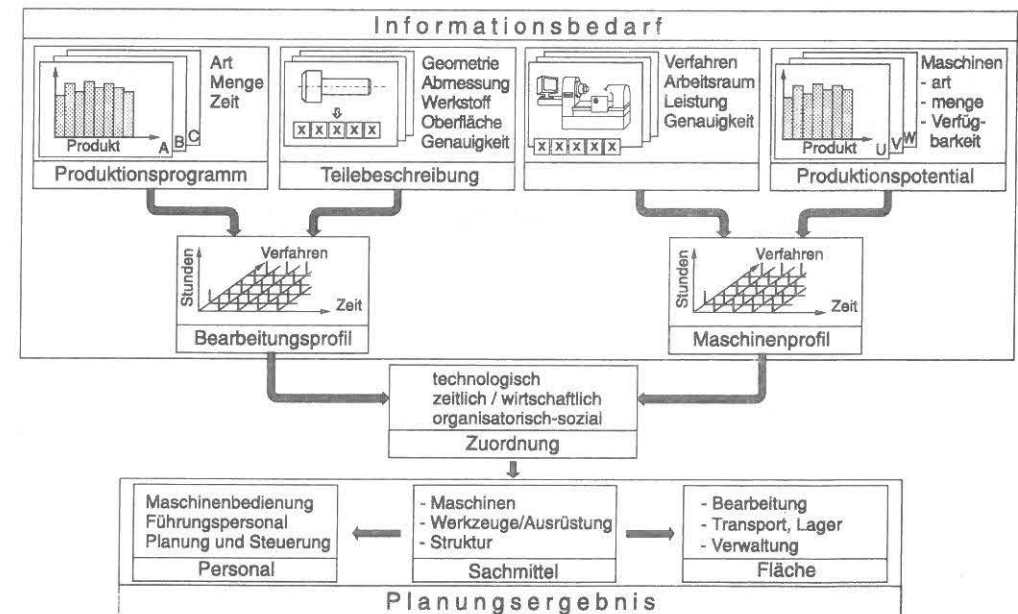 Informationsbedarf
Art
Menge
Zeit
Produkt
A
B
C
Produktionsprogramm
Geometrie
Abmessung
Werkstoff
Oberfläche
Genauigkeit
X X X X X
Teilebeschreibung
Verfahren
Arbeitsraum
Leistung
Genauigkeit
X X X X X
Maschinen
- art
- menge
- Verfüg-
barkeit
Produkt
U
V
W
Produktionspotential
Stunden
Verfahren
Zeit
Bearbeitungsprofil
Stunden
Verfahren
Zeit
Maschinenprofil
technologisch
zeitlich / wirtschaftlich
organisatorisch-sozial
Zuordnung
Maschinenbedienung
Führungspersonal
Planung und Steuerung
Personal
- Maschinen
- Werkzeuge/Ausrüstung
- Struktur
Sachmittel
- Bearbeitung
- Transport, Lager
- Verwaltung
Fläche
Planungsergebnis